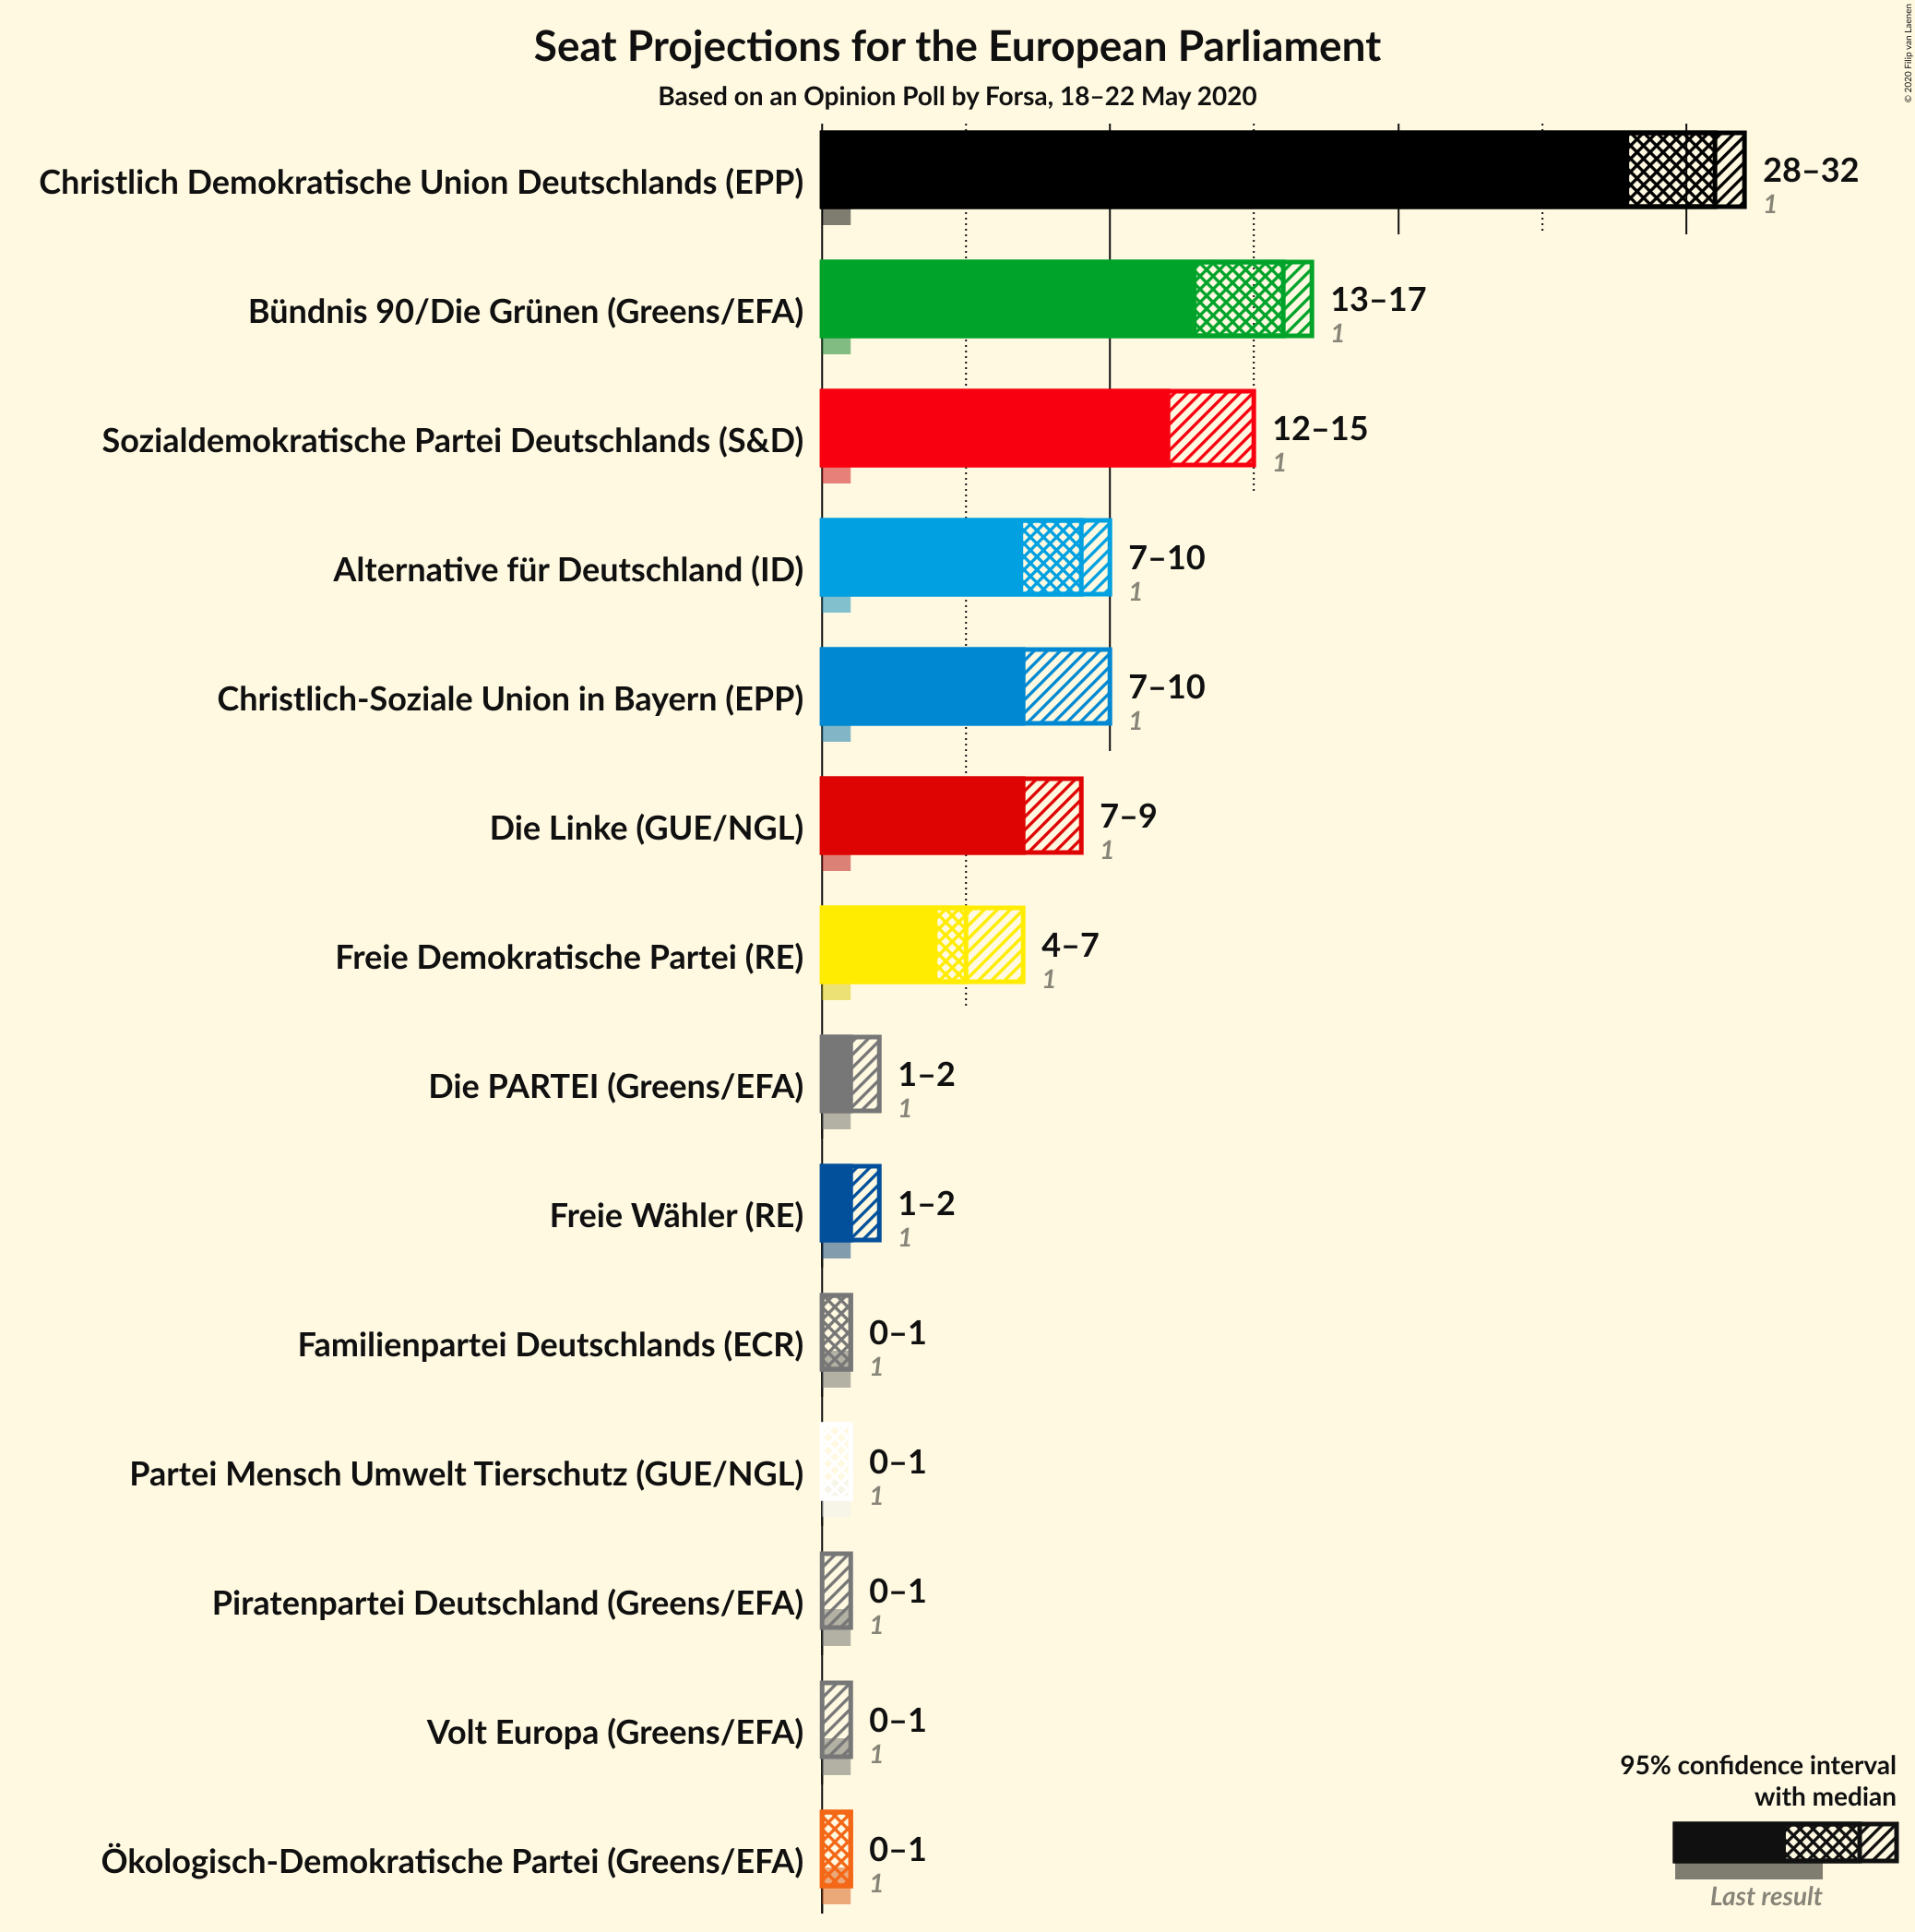 © 2020 Filip van Laenen
Seat Projections for the European Parliament
Based on an Opinion Poll by Forsa, 18–22 May 2020
Christlich Demokratische Union Deutschlands (EPP)
28–32
1
Bündnis 90/Die Grünen (Greens/EFA)
13–17
1
Sozialdemokratische Partei Deutschlands (S&D)
12–15
1
Alternative für Deutschland (ID)
7–10
1
Christlich-Soziale Union in Bayern (EPP)
7–10
1
Die Linke (GUE/NGL)
7–9
1
Freie Demokratische Partei (RE)
4–7
1
Die PARTEI (Greens/EFA)
1–2
1
Freie Wähler (RE)
1–2
1
Familienpartei Deutschlands (ECR)
0–1
1
Partei Mensch Umwelt Tierschutz (GUE/NGL)
0–1
1
Piratenpartei Deutschland (Greens/EFA)
0–1
1
Volt Europa (Greens/EFA)
0–1
1
Ökologisch-Demokratische Partei (Greens/EFA)
0–1
1
95% confidence interval
with median
Last result